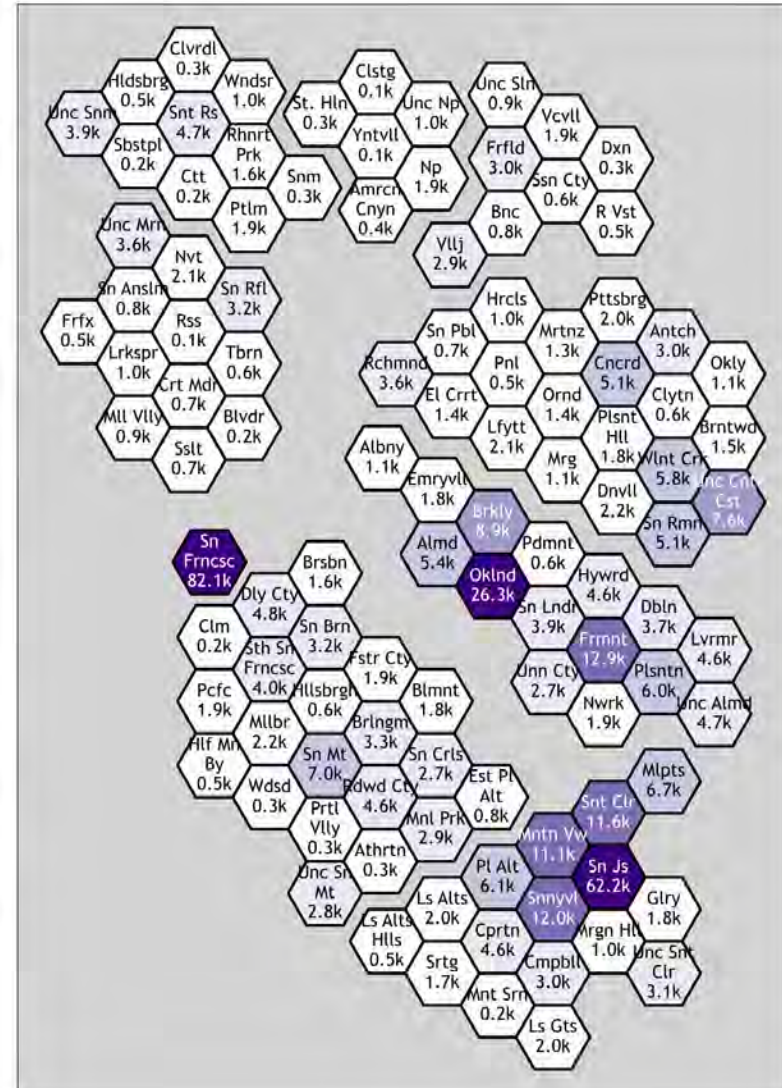 Clvrdl
0.3k
Hldsbrg
0.5k
Wndsr
1.0k
Unc Snm
3.9k
Snt Rs
4.7k
Sbstpl
0.2k
Rhnrt
Prk
1.6k
Ctt
0.2k
Snm
0.3k
Ptlm
1.9k
Clstg
0.1k
St. Hln
0.3k
Unc Np
1.0k
Yntvll
0.1k
Np
1.9k
Amrcn
Cnyn
0.4k
Unc Sln
0.9k
Vcvll
1.9k
Frfld
3.0k
Dxn
0.3k
Ssn Cty
0.6k
Bnc
0.8k
R Vst
0.5k
Vllj
2.9k
Unc Mrn
3.6k
Nvt
2.1k
Sn Anslm
0.8k
Sn Rfl
3.2k
Frfx
0.5k
Rss
0.1k
Lrkspr
1.0k
Tbrn
0.6k
Crt Mdr
0.7k
Mll Vlly
0.9k
Blvdr
0.2k
Sslt
0.7k
Hrcls
1.0k
Pttsbrg
2.0k
Sn Pbl
0.7k
Mrtnz
1.3k
Antch
3.0k
Rchmnd
3.6k
Pnl
0.5k
Cncrd
5.1k
Okly
1.1k
El Crrt
1.4k
Ornd
1.4k
Clytn
0.6k
Lfytt
2.1k
Plsnt
Hll
1.8k
Brntwd
1.5k
Mrg
1.1k
Wlnt Crk
5.8k
Dnvll
2.2k
Unc Cnt
Cst
7.6k
Sn Rmn
5.1k
Albny
1.1k
Emryvll
1.8k
Brkly
8.9k
Almd
5.4k
Pdmnt
0.6k
Oklnd
26.3k
Hywrd
4.6k
Sn Lndr
3.9k
Dbln
3.7k
Frmnt
12.9k
Lvrmr
4.6k
Unn Cty
2.7k
Plsntn
6.0k
Nwrk
1.9k
Unc Almd
4.7k
Sn
Frncsc
82.1k
Brsbn
1.6k
Dly Cty
4.8k
Clm
0.2k
Sn Brn
3.2k
Sth Sn
Frncsc
4.0k
Fstr Cty
1.9k
Pcfc
1.9k
Hllsbrgh
0.6k
Blmnt
1.8k
Mllbr
2.2k
Brlngm
3.3k
Hlf Mn
By
0.5k
Sn Mt
7.0k
Sn Crls
2.7k
Wdsd
0.3k
Rdwd Cty
4.6k
Est Pl
Alt
0.8k
Prtl
Vlly
0.3k
Mnl Prk
2.9k
Athrtn
0.3k
Unc Sn
Mt
2.8k
Mlpts
6.7k
Snt Clr
11.6k
Mntn Vw
11.1k
Pl Alt
6.1k
Sn Js
62.2k
Ls Alts
2.0k
Snnyvl
12.0k
Glry
1.8k
Ls Alts
Hlls
0.5k
Cprtn
4.6k
Mrgn Hll
1.0k
Srtg
1.7k
Cmpbll
3.0k
Unc Snt
Clr
3.1k
Mnt Srn
0.2k
Ls Gts
2.0k